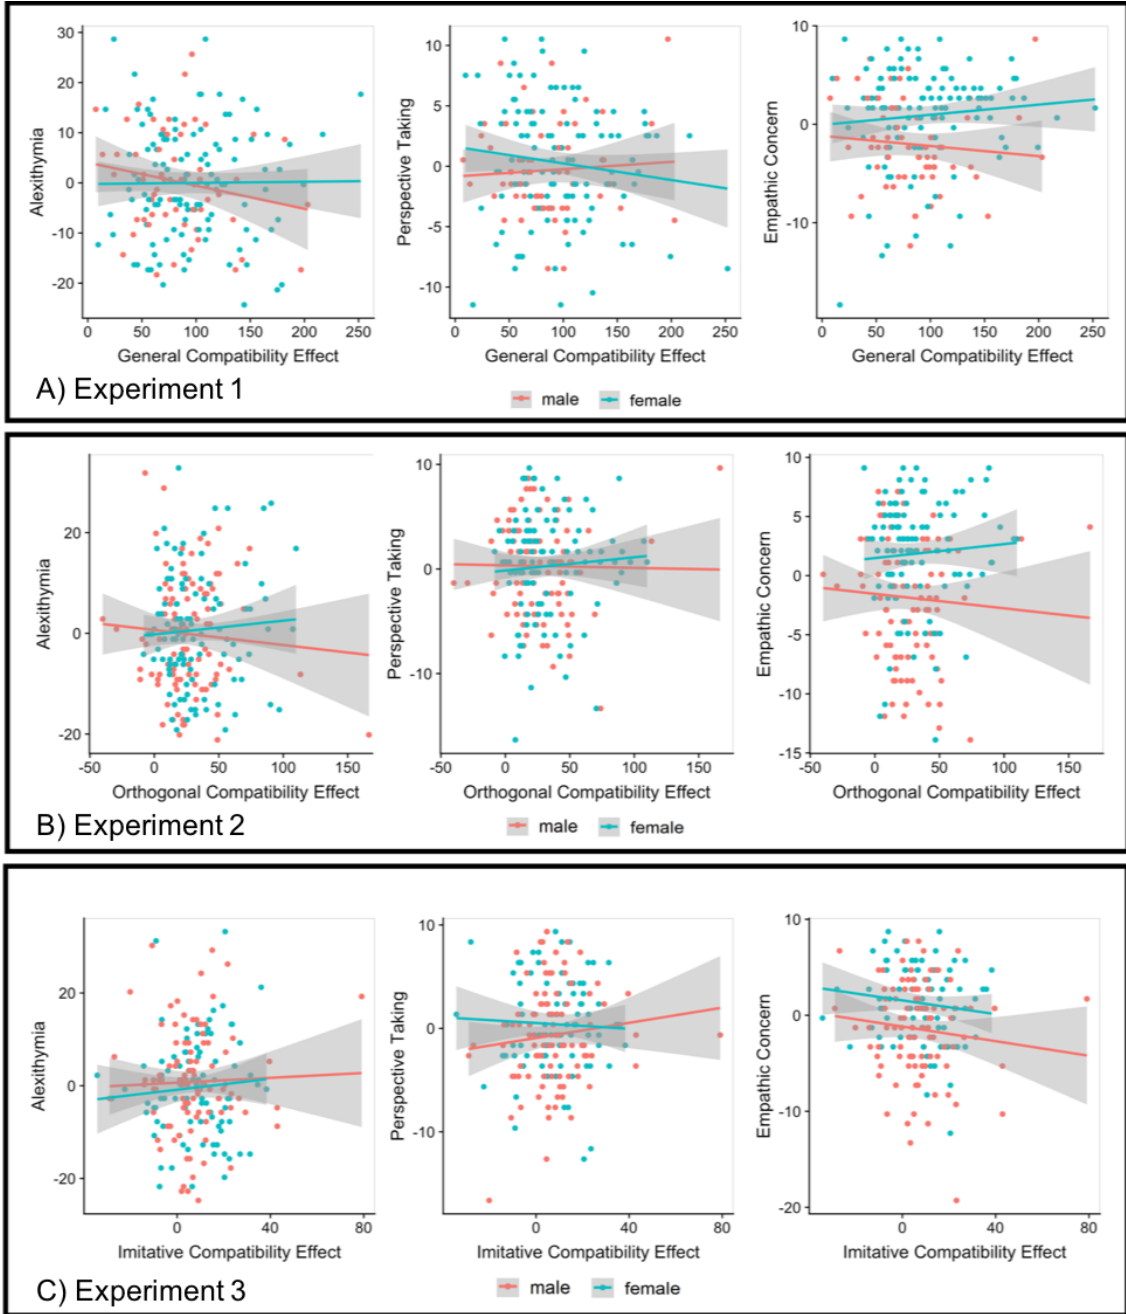 30
20
10
0
-10
-20
Alexithymia
0 50 100 150 200 250
General Compatibility Effect
10
5
0
-5
-10
Perspective Taking
0 50 100 150 200 250
General Compatibility Effect
10
0
-10
Empathic Concern
0 50 100 150 200 250
General Compatibility Effect
A) Experiment 1
male female
20
0
-20
Alexithymia
-50 0 50 100 150
Orthogonal Compatibility Effect
10
0
-10
Perspective Taking
-50 0 50 100 150
Orthogonal Compatibility Effect
10
5
0
-5
-10
-15
Empathic Concern
-50 0 50 100 150
Orthogonal Compatibility Effect
B) Experiment 2
male female
20
0
-20
Alexithymia
0 40 80
Imitative Compatibility Effect
10
0
-10
Perspective Taking
0 40 80
Imitative Compatibility Effect
10
0
-10
-20
Empathic Concern
0 40 80
Imitative Compatibility Effect
C) Experiment 3
male female